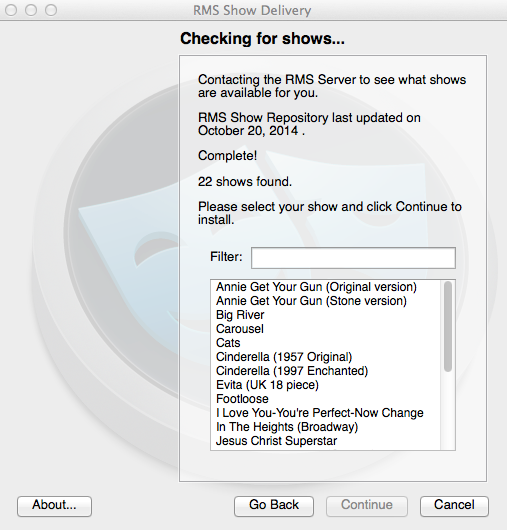 RMS Show Delivery
Checking for shows...
Contacting the RMS Server to see what shows
are available for you.
RMS Show Repository last updated on
October 20, 2014 .
Complete!
22 shows found.
Please select your show and click Continue to
install.
Filter:
Annie Get Your Gun (Original version)
Annie Get Your Gun (Stone version)
Big River
Carousel
Cats
Cinderella (1957 Original)
Cinderella (1997 Enchanted)
Evita (UK 18 piece)
Footloose
I Love You-You're Perfect-Now Change
In The Heights (Broadway)
Jesus Christ Superstar
About... Go Back Continue Cancel